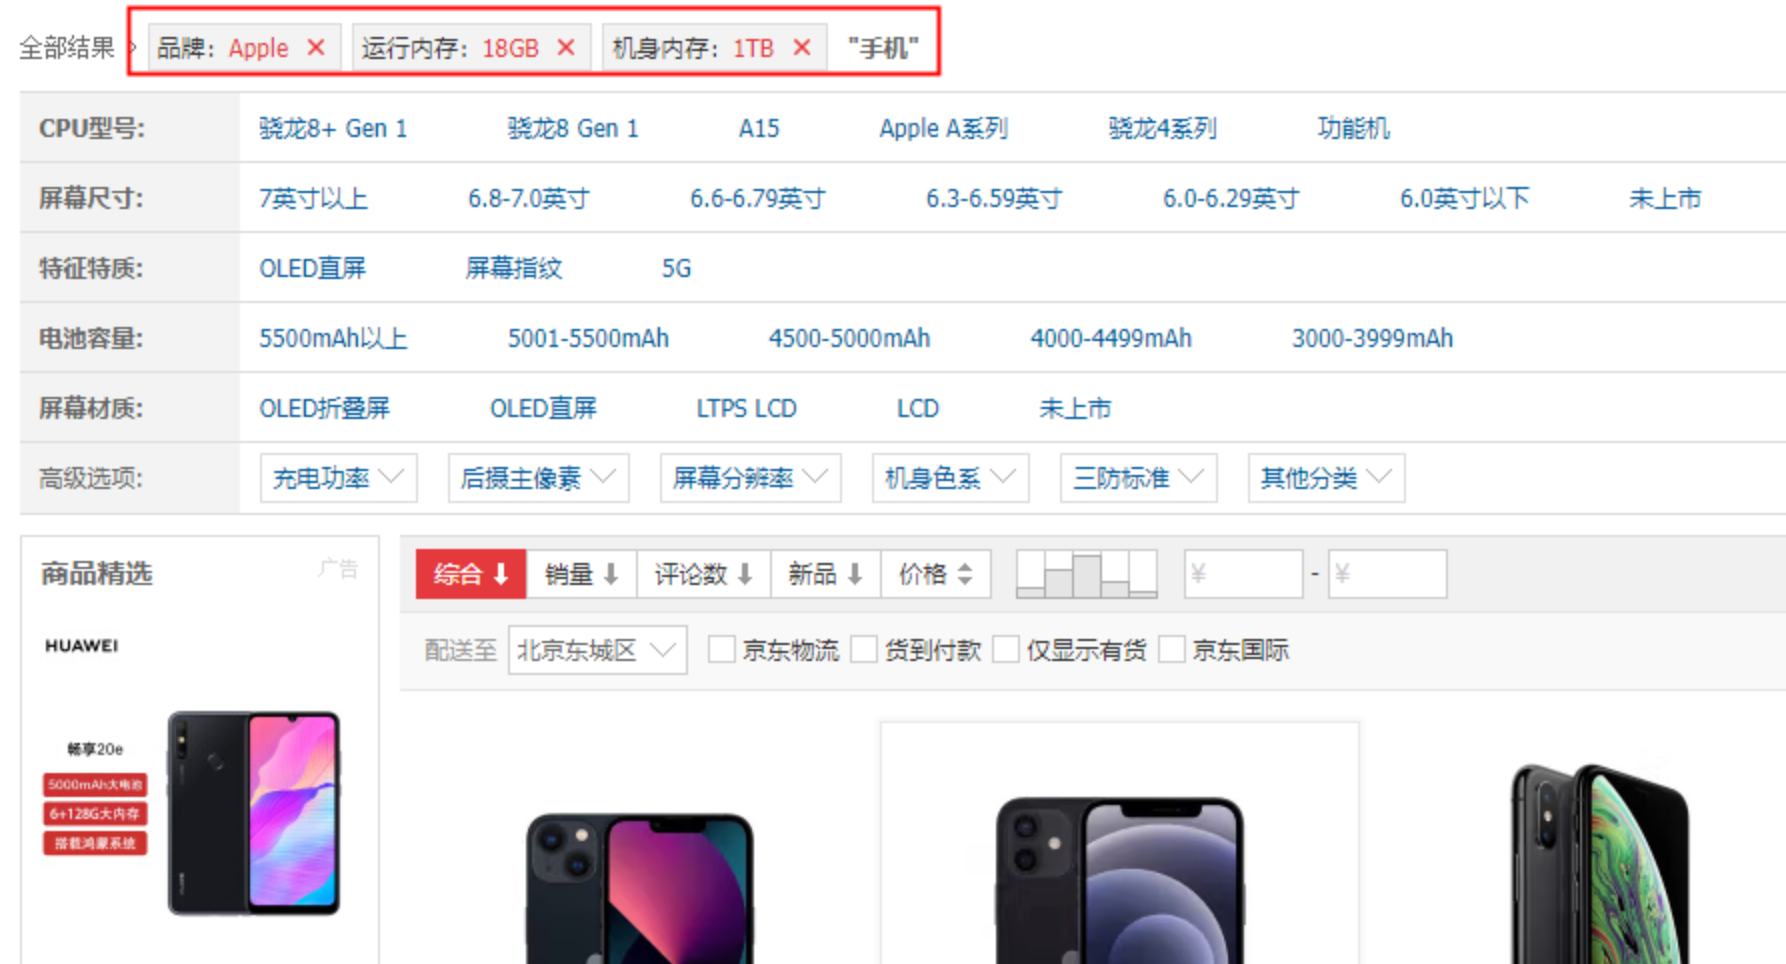 全部结果 > 品牌: Apple × 运行内存: 18GB × 机身内存: 1TB × "手机"
CPU型号: 骁龙8+ Gen 1 骁龙8 Gen 1 A15 Apple A系列 骁龙4系列 功能机
屏幕尺寸: 7英寸以上 6.8-7.0英寸 6.6-6.79英寸 6.3-6.59英寸 6.0-6.29英寸 6.0英寸以下 未上市
特征特质: OLED直屏 屏幕指纹 5G
电池容量: 5500mAh以上 5001-5500mAh 4500-5000mAh 4000-4499mAh 3000-3999mAh
屏幕材质: OLED折叠屏 OLED直屏 LTPS LCD LCD 未上市
高级选项: 充电功率 后摄主像素 屏幕分辨率 机身色系 三防标准 其他分类
商品精选 广告
综合 销量 评论数 新品 价格 ¥ - ¥
配送至 北京东城区 京东物流 货到付款 仅显示有货 京东国际
HUAWEI
畅享20e
5000mAh大电池
6+128G大内存
搭载鸿蒙系统